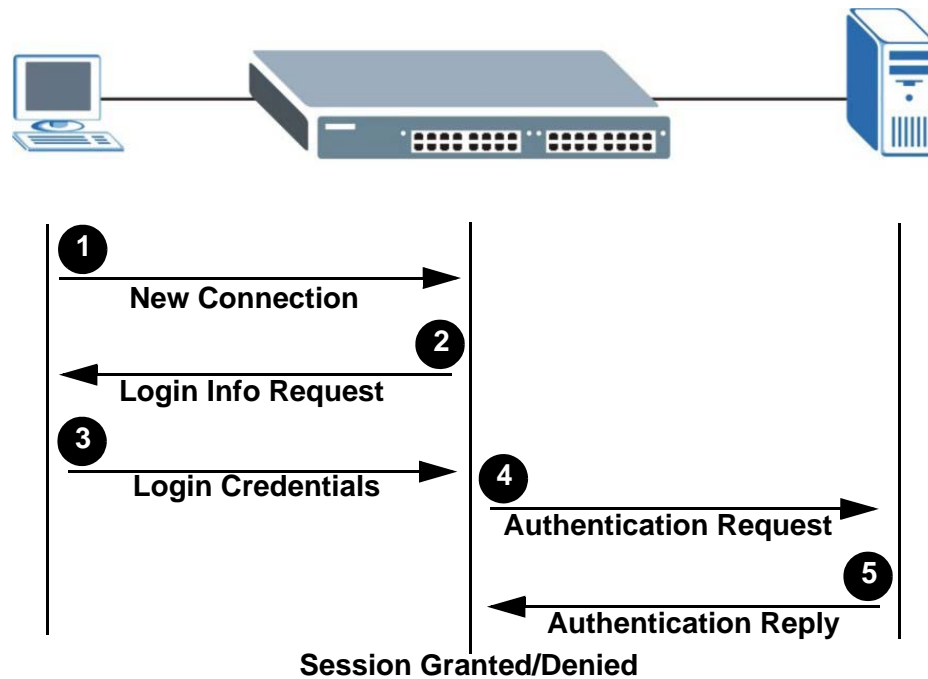 1
New Connection
2
Login Info Request
3
Login Credentials
4
Authentication Request
5
Authentication Reply
Session Granted/Denied